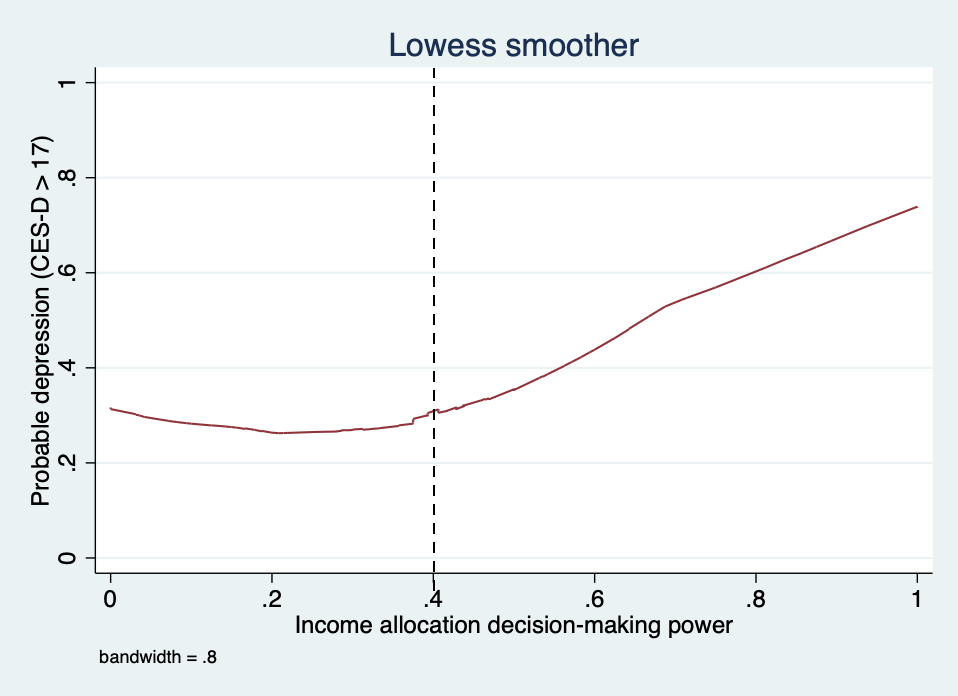 Lowess smoother
Probable depression (CES-D > 17)
1
.8
.6
.4
.2
0
0 .2 .4 .6 .8 1
Income allocation decision-making power
bandwidth = .8